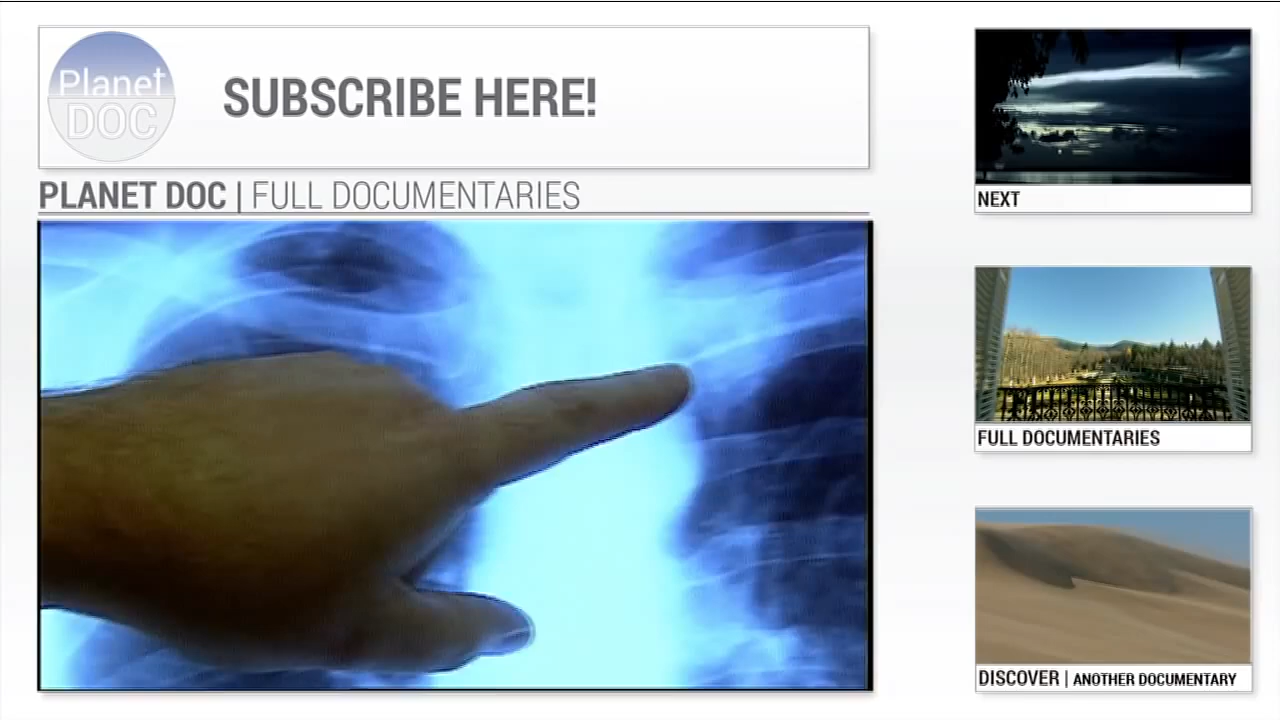 Planet
DOC
SUBSCRIBE HERE!
PLANET DOC | FULL DOCUMENTARIES
NEXT
FULL DOCUMENTARIES
DISCOVER | ANOTHER DOCUMENTARY